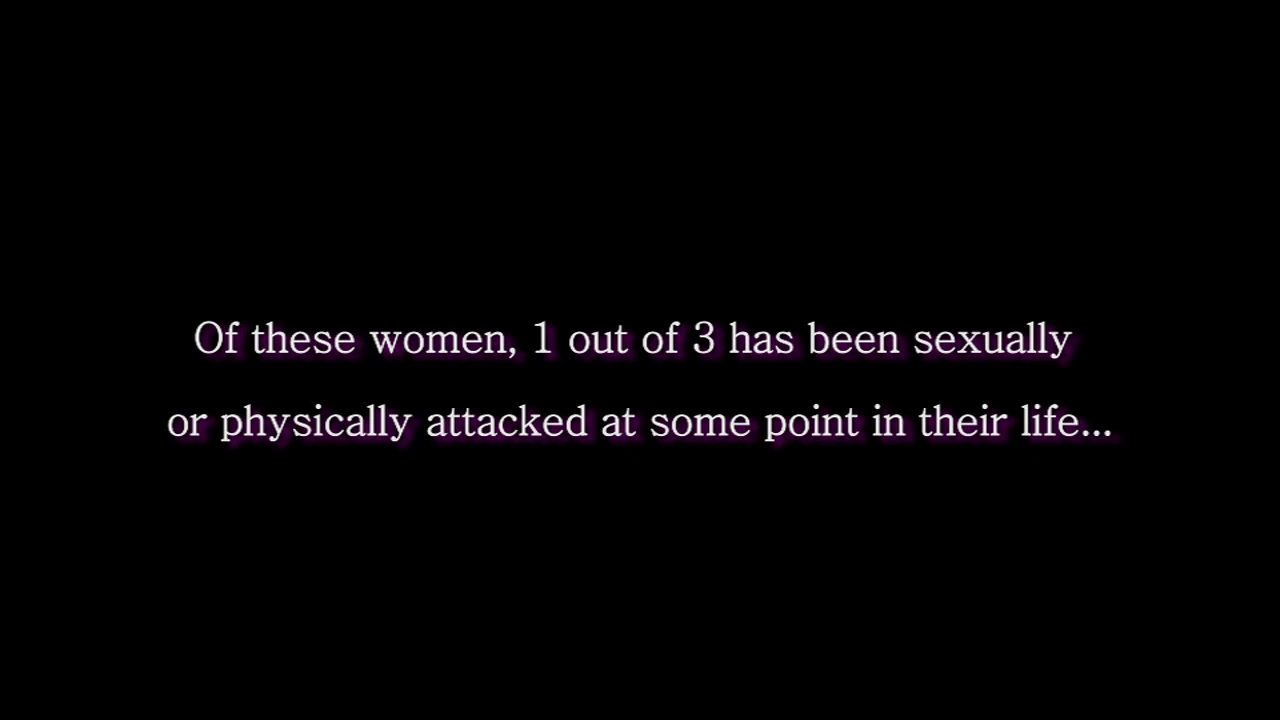 Of these women, 1 out of 3 has been sexually
or physically attacked at some point in their life...